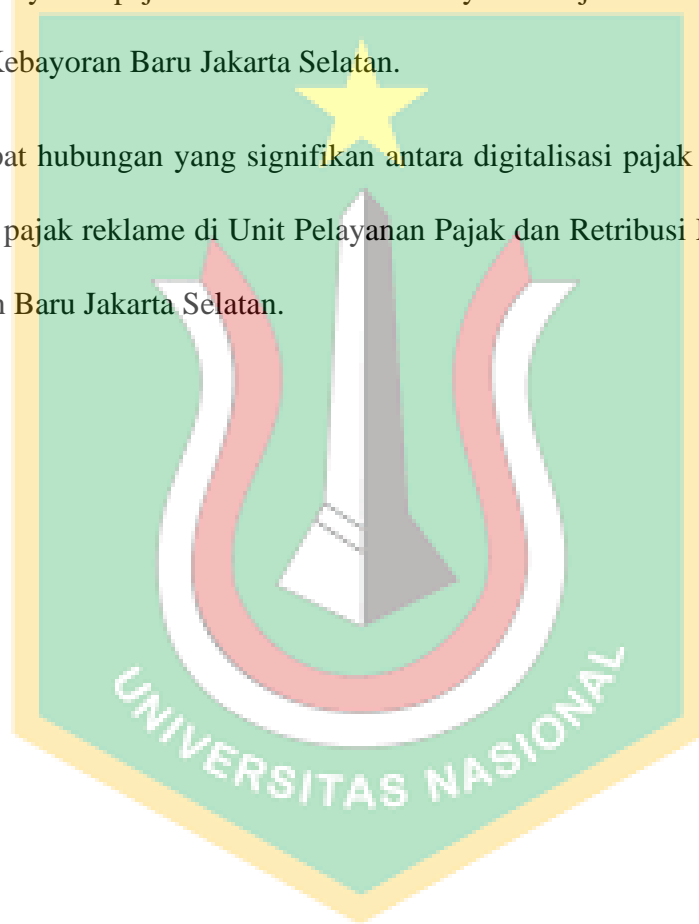 Kebayoran Baru Jakarta Selatan.
hubungan yang signifikan antara digitalisasi pajak
pajak reklame di Unit Pelayanan Pajak dan Retribusi
Baru Jakarta Selatan.
UNIVERSITAS NASIONAL